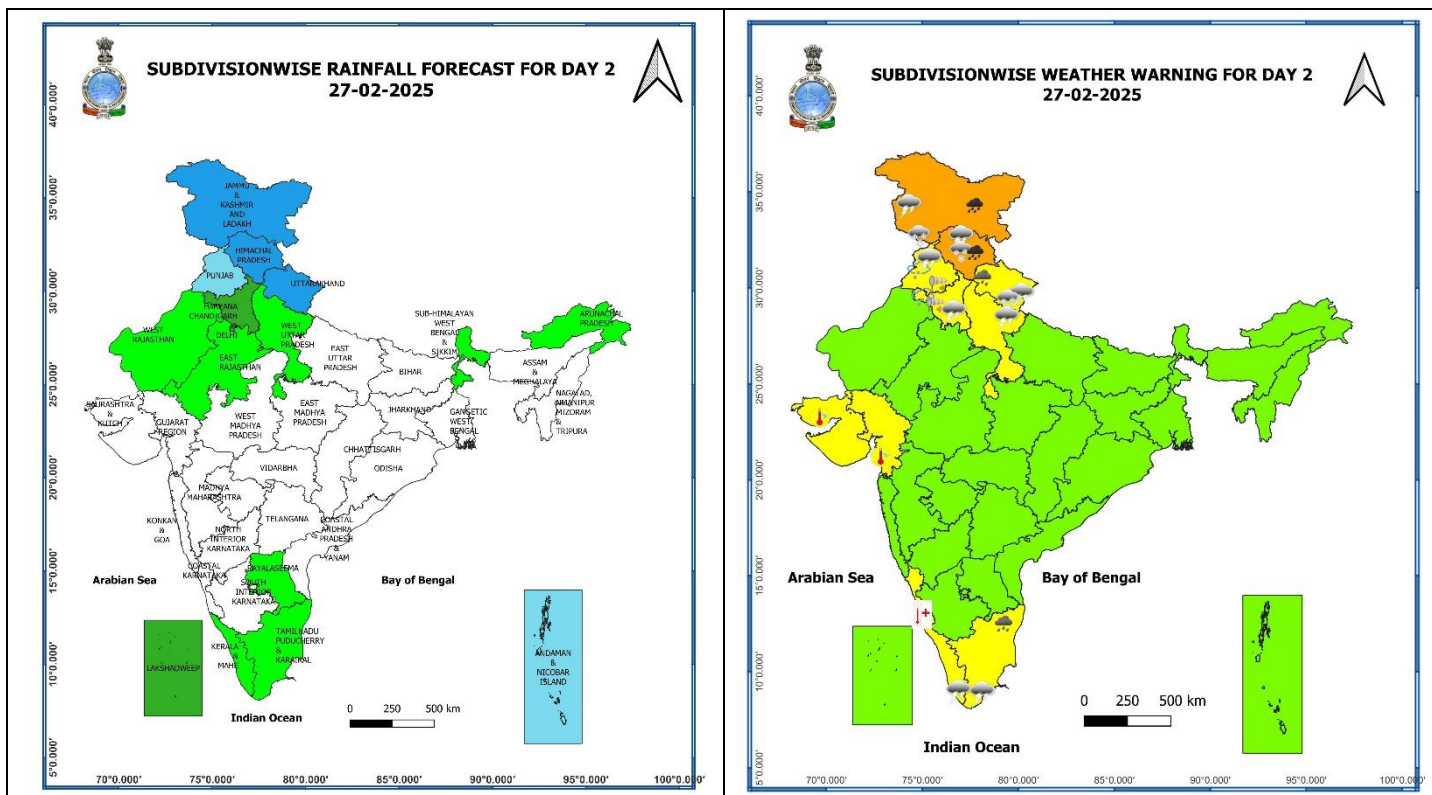 SUBDIVISIONWISE RAINFALL FORECAST FOR DAY 2
27-02-2025
40°0.000'
35°0.000'
30°0.000'
25°0.000'
20°0.000'
15°0.000'
10°0.000'
5°0.000'
JAMMU
&
KASHMIR
AND
LADAKH
HIMACHAL
PRADESH
PUNJAB
UTTARAKHAND
HARYANA
CHANDIGARH
&
DELHI
WEST
RAJASTHAN
WEST
UTTAR
PRADESH
EAST
RAJASTHAN
EAST
UTTAR
PRADESH
SUB-HIMALAYAN
WEST
BENGAL
&
SIKKIM
ARUNACHAL
PRADESH
BIHAR
ASSAM
&
MEGHALAYA
SAURASHTRA
&
KUTCH
GUJARAT
REGION
WEST
MADHYA
PRADESH
EAST
MADHYA
PRADESH
JHARKHAND
GANGETIC
WEST
BENGAL
MANIPUR
MIZORAM
&
TRIPURA
CHHATTISGARH
ODISHA
VIDARBHA
MADHYA
MAHARASHTRA
KONKAN
&
GOA
NORTH
INTERIOR
KARNATAKA
TELANGANA
COASTAL
ANDHRA
PRADESH
&
YANAM
COASTAL
KARNATAKA
RAYALASEEMA
SOUTH
INTERIOR
KARNATAKA
Arabian Sea
Bay of Bengal
LAKSHADWEEP
KERALA
&
MAHE
TAMILNADU
PUDUCHERRY
&
KARAIKAL
ANDAMAN
&
NICOBAR
ISLAND
0 250 500 km
Indian Ocean
70°0.000' 75°0.000' 80°0.000' 85°0.000' 90°0.000' 95°0.000' 100°0.000'
SUBDIVISIONWISE WEATHER WARNING FOR DAY 2
27-02-2025
40°0.000'
35°0.000'
30°0.000'
25°0.000'
20°0.000'
15°0.000'
10°0.000'
5°0.000'
Arabian Sea
Bay of Bengal
0 250 500 km
Indian Ocean
70°0.000' 75°0.000' 80°0.000' 85°0.000' 90°0.000' 95°0.000' 100°0.000'